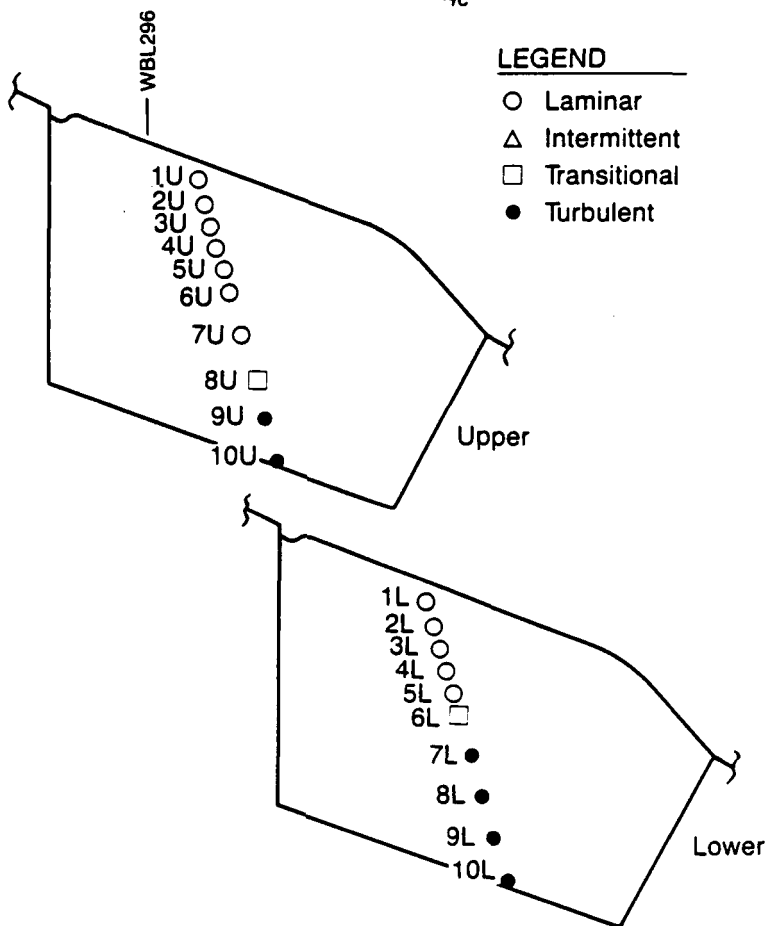 WBL296
LEGEND
Laminar
Intermittent
Transitional
Turbulent
1U
2U
3U
4U
5U
6U
7U
8U
9U
10U
Upper
1L
2L
3L
4L
5L
6L
7L
8L
9L
10L
Lower